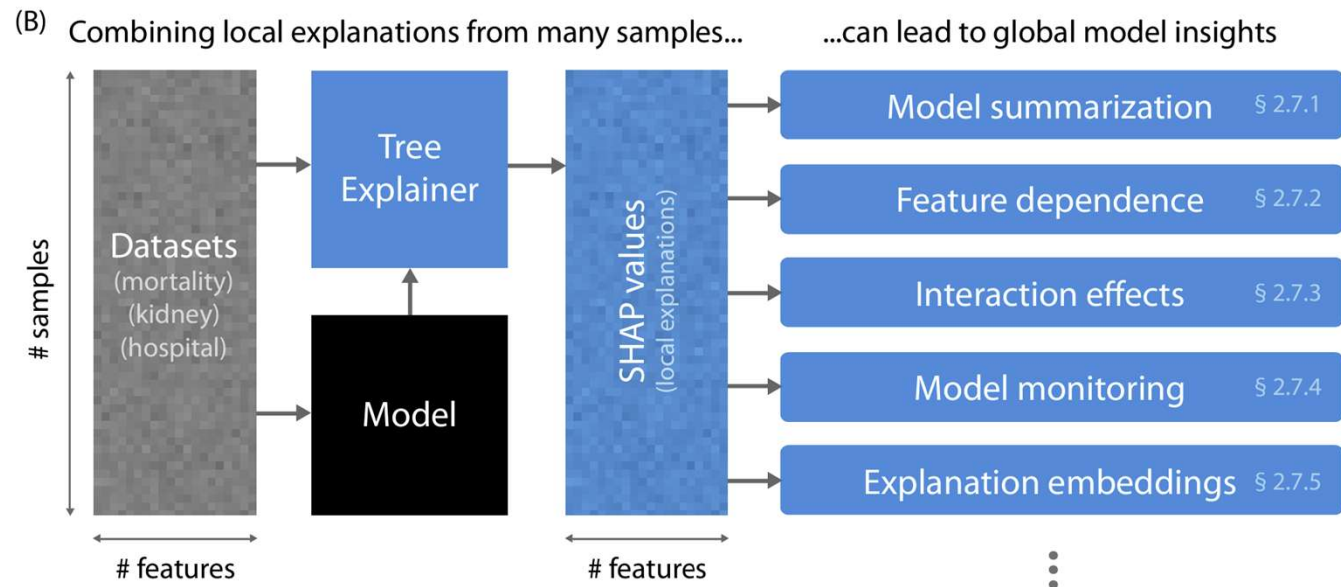 (B) Combining local explanations from many samples... ...can lead to global model insights
# samples
Datasets
(mortality)
(kidney)
(hospital)
# features
Tree
Explainer
Model
SHAP values
(local explanations)
# features
Model summarization § 2.7.1
Feature dependence § 2.7.2
Interaction effects § 2.7.3
Model monitoring § 2.7.4
Explanation embeddings § 2.7.5